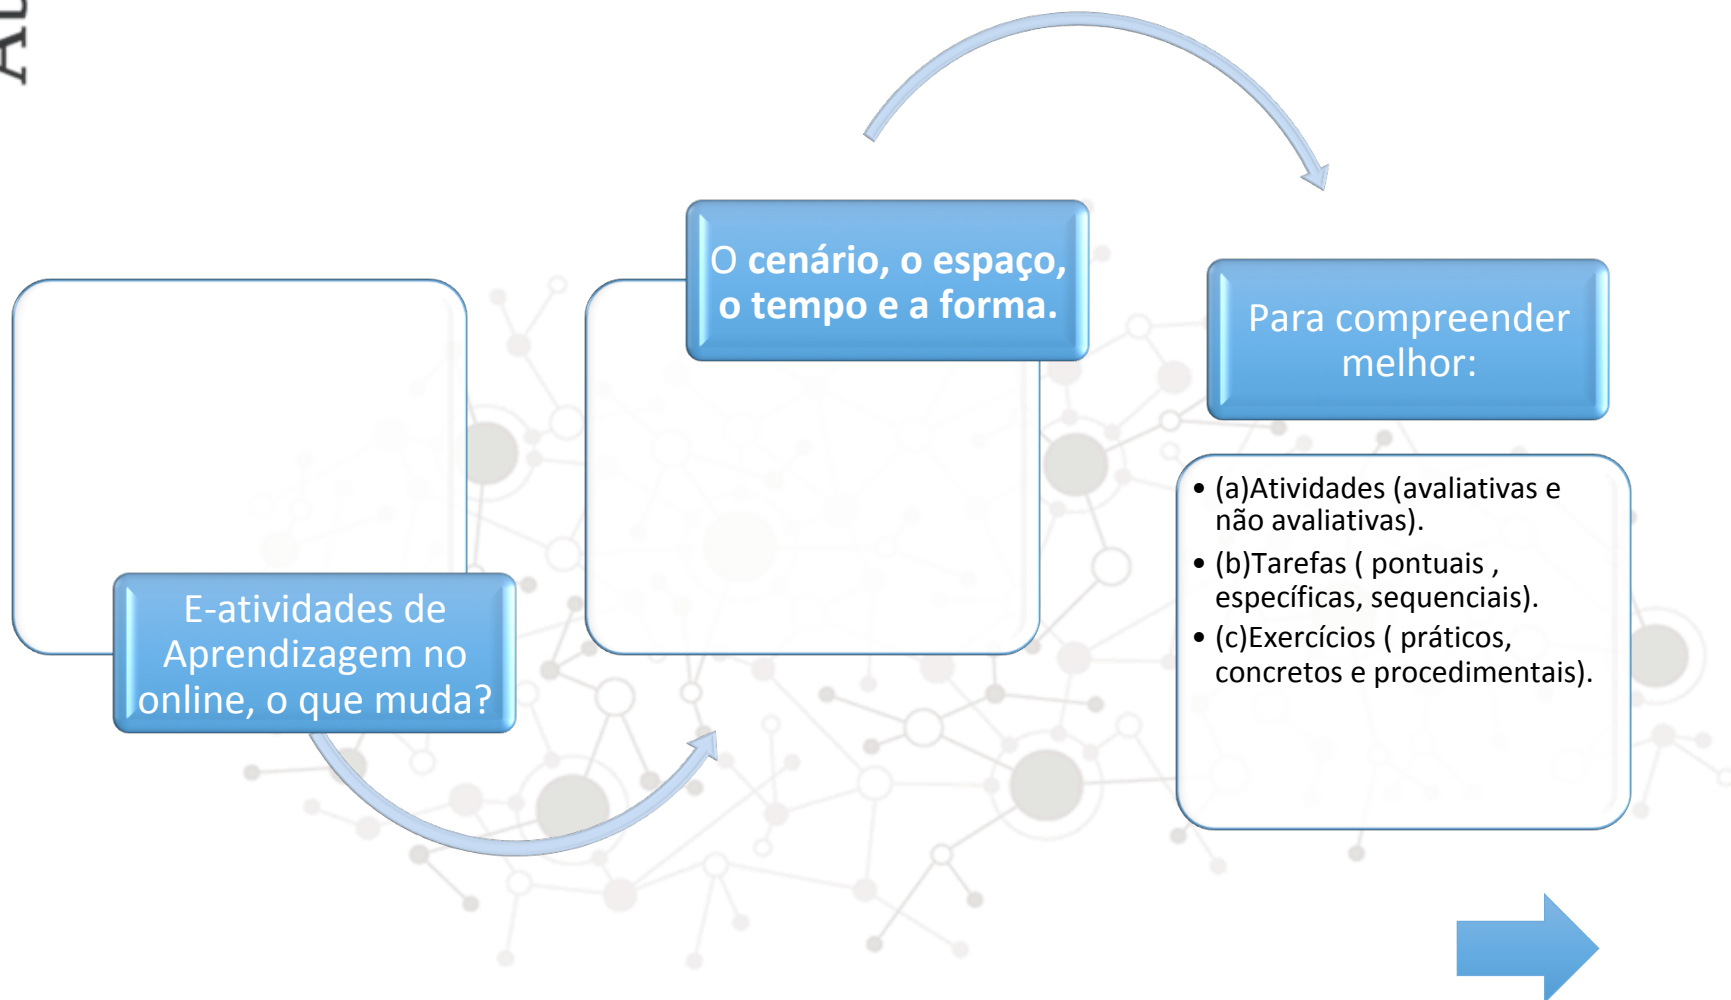 E-atividades de
Aprendizagem no
online, o que muda?
O cenário, o espaço,
o tempo e a forma.
Para compreender
melhor:
• (a)Atividades (avaliativas e
não avaliativas).
• (b)Tarefas ( pontuais ,
específicas, sequenciais).
• (c)Exercícios ( práticos,
concretos e procedimentais).